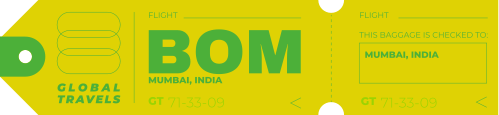 FLIGHT
BOM
MUMBAI, INDIA
GT 71-33-09
GLOBAL
TRAVELS
FLIGHT
THIS BAGGAGE IS CHECKED TO:
MUMBAI, INDIA
GT 71-33-09